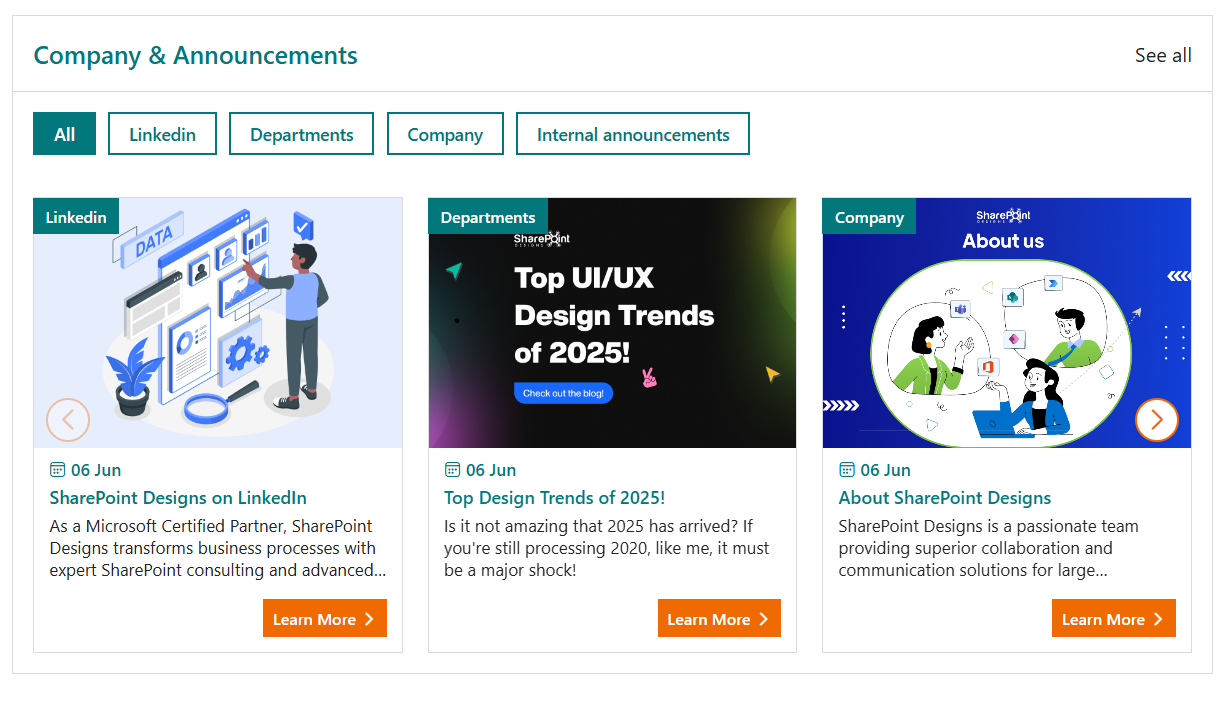 Company & Announcements
See all
All
Linkedin
Departments
Company
Internal announcements
Linkedin
DATA
06 Jun
SharePoint Designs on LinkedIn
As a Microsoft Certified Partner, SharePoint
Designs transforms business processes with
expert SharePoint consulting and advanced...
Learn More
Departments
SharePoint
DESIGNS
Top UI/UX
Design Trends
of 2025!
Check out the blog!
06 Jun
Top Design Trends of 2025!
Is it not amazing that 2025 has arrived? If
you're still processing 2020, like me, it must
be a major shock!
Learn More
Company
SharePoint
DESIGNS
About us
06 Jun
About SharePoint Designs
SharePoint Designs is a passionate team
providing superior collaboration and
communication solutions for large...
Learn More